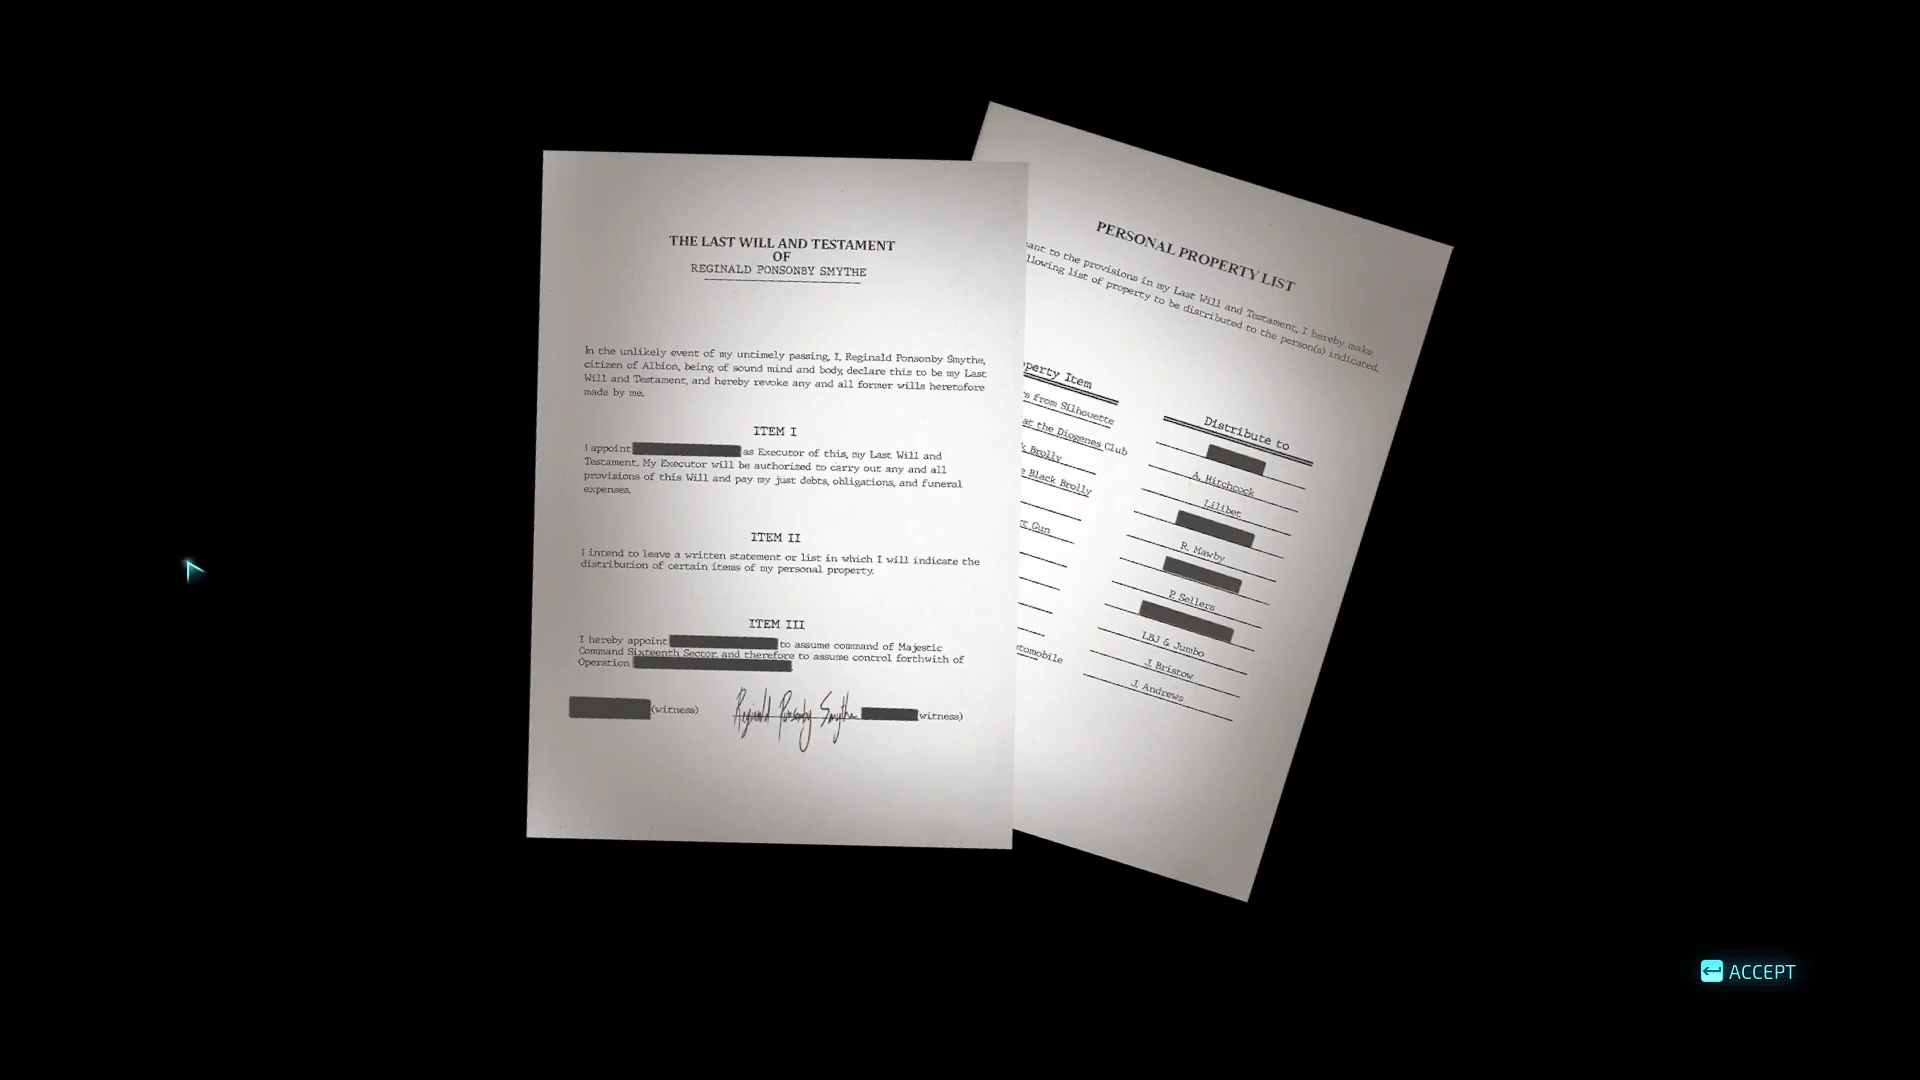 THE LAST WILL AND TESTAMENT
OF
REGINALD PONSONBY SMYTHE
In the unlikely event of my untimely passing, I, Reginald Ponsonby Smythe,
citizen of Albion, being of sound mind and body, declare this to be my Last
Will and Testament, and hereby revoke any and all former wills heretofore
made by me.
ITEM I
I appoint as Executor of this, my Last Will and
Testament. My Executor will be authorized to carry out any and all
provisions of this Will and pay my just debts, obligations, and funeral
expenses.
ITEM II
I intend to leave a written statement or list in which I will indicate the
distribution of certain items of my personal property.
ITEM III
I hereby appoint to assume command of Majestic
Command Sixteenth Sector, and therefore to assume control forthwith of
Operation
(witness) Reginald Ponsonby Smythe witness)
PERSONAL PROPERTY LIST
to the provisions in my Last Will and Testament, I hereby make
list of property to be distributed to the person(s) indicated.
Item
from Silhouette
at the Diogenes Club
Brolly
Black Brolly
Gun
Distribute to
A. Hitchcock
Lilibet
R. Mawby
P. Sellers
LBJ & Jumbo
J. Bristow
J. Andrews
ACCEPT